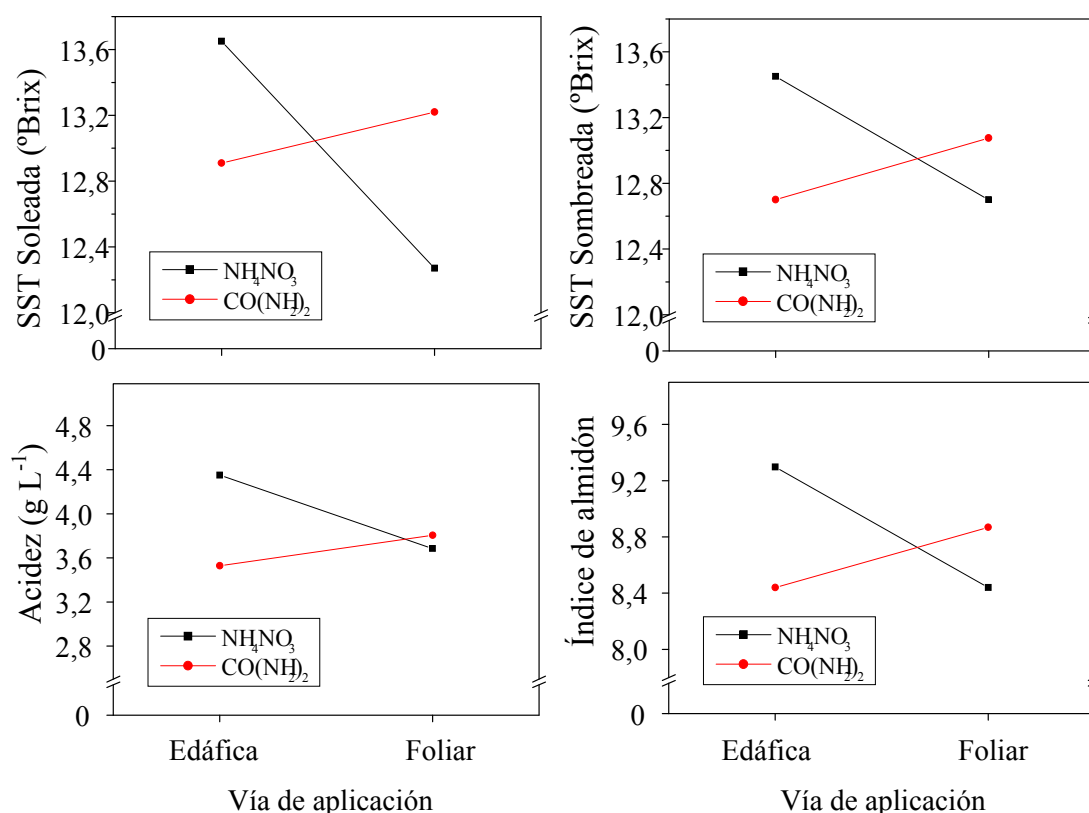 SST Soleada (ºBrix)
13,6
13,2
12,8
12,4
12,0
0
NH₄NO₃
CO(NH₂)₂
SST Sombreada (ºBrix)
13,6
13,2
12,8
12,4
12,0
0
NH₄NO₃
CO(NH₂)₂
Acidez (g L⁻¹)
4,8
4,4
4,0
3,6
3,2
2,8
0
NH₄NO₃
CO(NH₂)₂
Edáfica Foliar
Vía de aplicación
Índice de almidón
9,6
9,2
8,8
8,4
8,0
0
NH₄NO₃
CO(NH₂)₂
Edáfica Foliar
Vía de aplicación